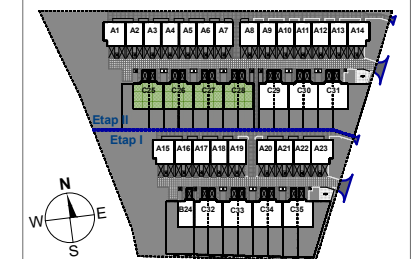 A1 A2 A3 A4 A5 A6 A7 A8 A9 A10 A11 A12 A13 A14
C25 C26 C27 C28 C29 C30 C31
Etap II
Etap I
A15 A16 A17 A18 A19 A20 A21 A22 A23
B24 C32 C33 C34 C35
N
W E
S